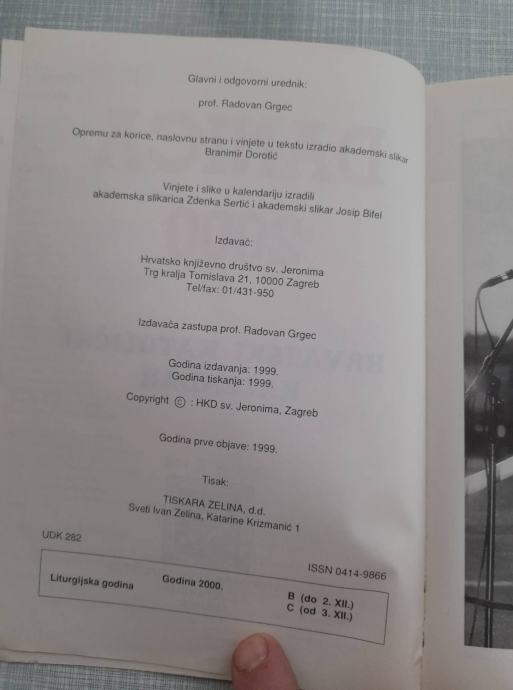 Glavni i odgovorni urednik:
prof. Radovan Grgec
Opremu za korice, naslovnu stranu i vinjete u tekstu izradio akademski slikar
Branimir Dorotić
Vinjete i slike u kalendariju izradili
akademska slikarica Zdenka Sertić i akademski slikar Josip Bifel
Izdavač:
Hrvatsko književno društvo sv. Jeronima
Trg kralja Tomislava 21, 10000 Zagreb
Tel/fax: 01/431-950
Izdavača zastupa prof. Radovan Grgec
Godina izdavanja: 1999.
Godina tiskanja: 1999.
Copyright © : HKD sv. Jeronima, Zagreb
Godina prve objave: 1999.
Tisak:
TISKARA ZELINA, d.d.
Sveti Ivan Zelina, Katarine Krizmanić 1
UDK 282
ISSN 0414-9866
Liturgijska godina Godina 2000. B (do 2. XII.)
C (od 3. XII.)